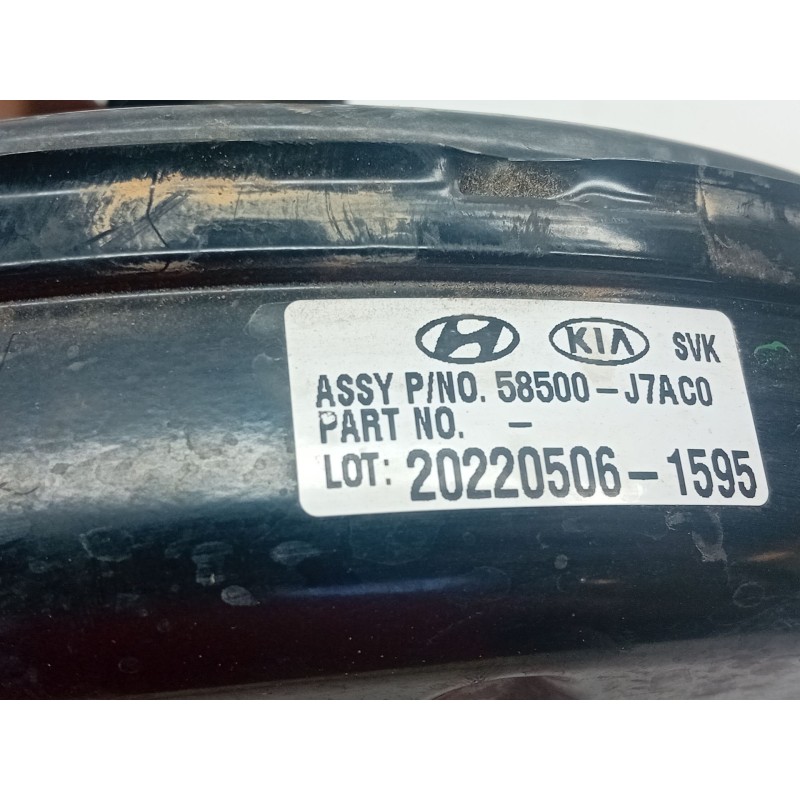 KIA SVK
ASSY P/NO. 58500-J7AC0
PART NO. -
LOT: 20220506-1595